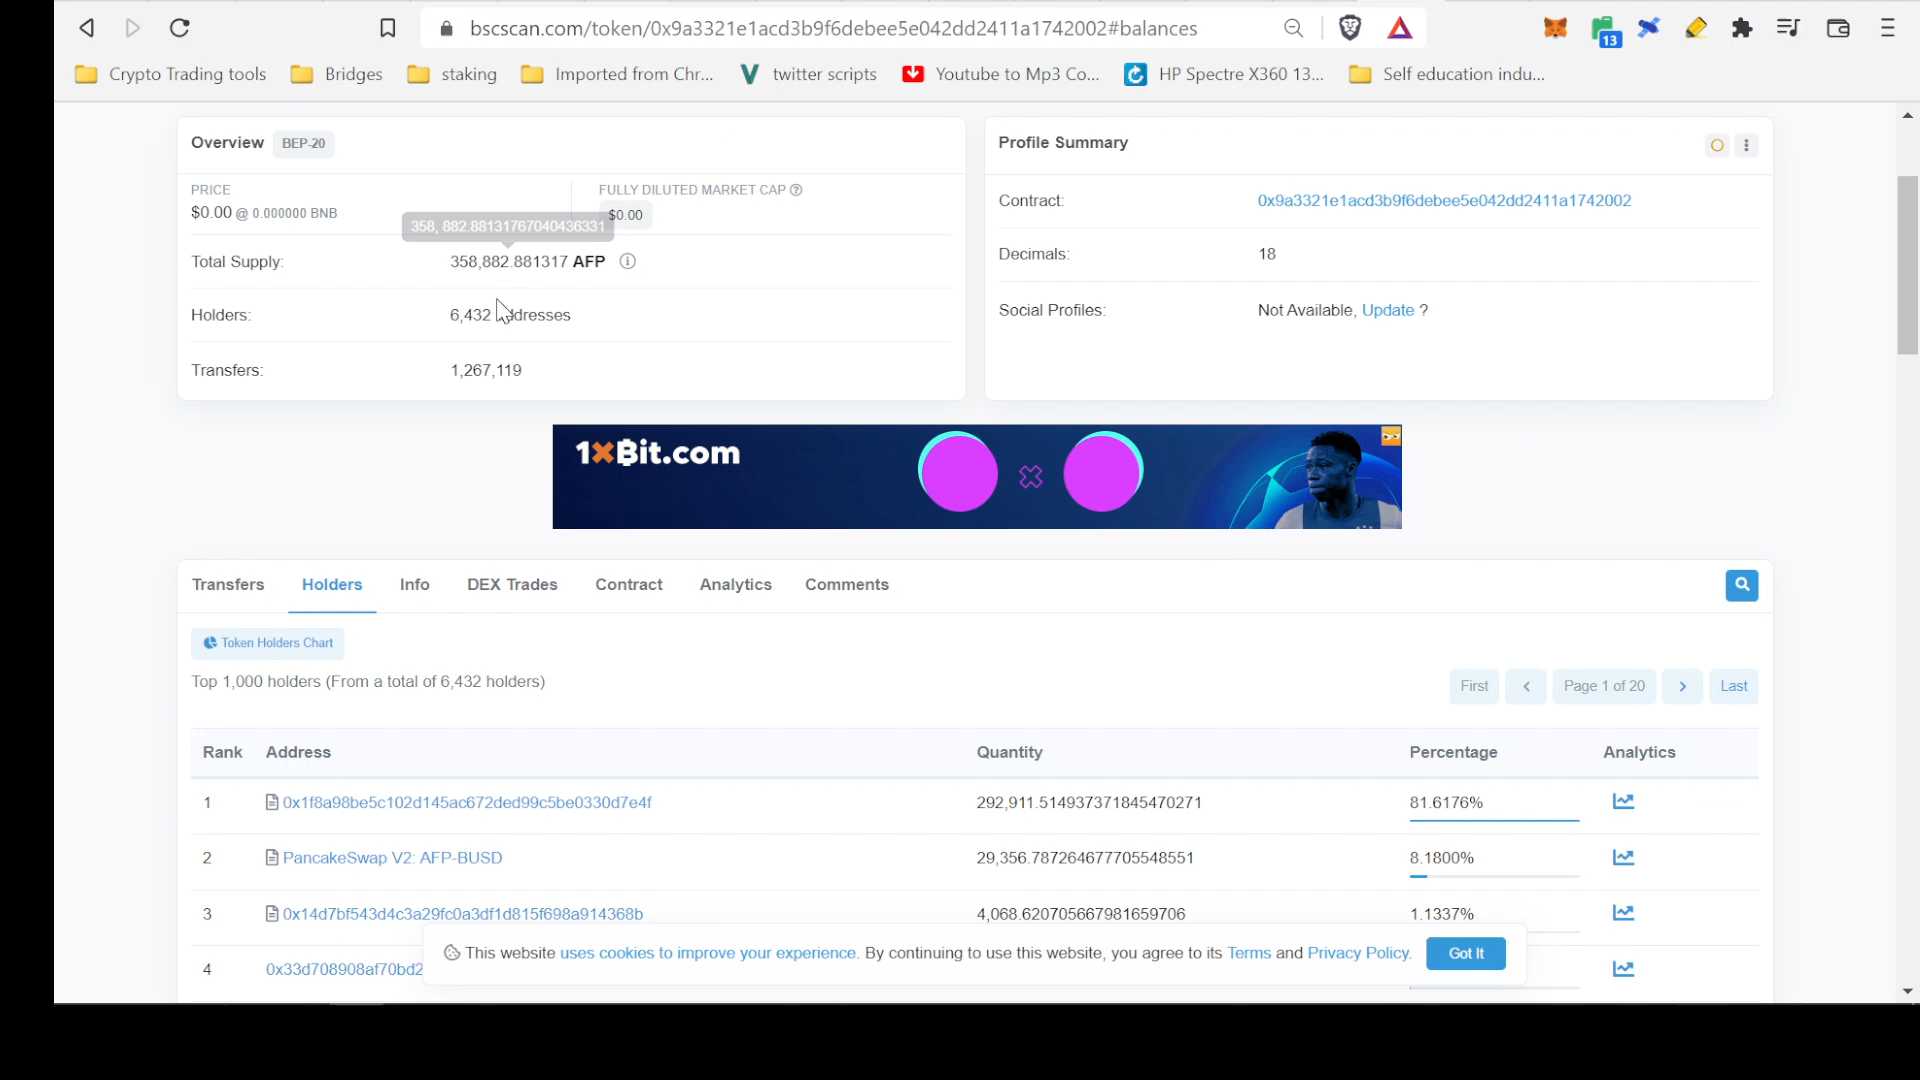 bscscan.com/token/0x9a3321e1acd3b9f6debee5e042dd2411a1742002#balances
13
Crypto Trading tools Bridges staking Imported from Chr... twitter scripts Youtube to Mp3 Co... HP Spectre X360 13... Self education indu...
Overview BEP-20
PRICE
$0.00 @ 0.000000 BNB
FULLY DILUTED MARKET CAP
$0.00
358, 882.88131767040436331
Total Supply: 358,882.881317 AFP
Holders: 6,432 addresses
Transfers: 1,267,119
Profile Summary
Contract: 0x9a3321e1acd3b9f6debee5e042dd2411a1742002
Decimals: 18
Social Profiles: Not Available, Update ?
1xBit.com
Transfers Holders Info DEX Trades Contract Analytics Comments
Token Holders Chart
Top 1,000 holders (From a total of 6,432 holders)
First < Page 1 of 20 > Last
Rank Address Quantity Percentage Analytics
1 0x1f8a98be5c102d145ac672ded99c5be0330d7e4f 292,911.514937371845470271 81.6176%
2 PancakeSwap V2: AFP-BUSD 29,356.787264677705548551 8.1800%
3 0x14d7bf543d4c3a29fc0a3df1d815f698a914368b 4,068.620705667981659706 1.1337%
4 0x33d708908af70bd2
This website uses cookies to improve your experience. By continuing to use this website, you agree to its Terms and Privacy Policy. Got It